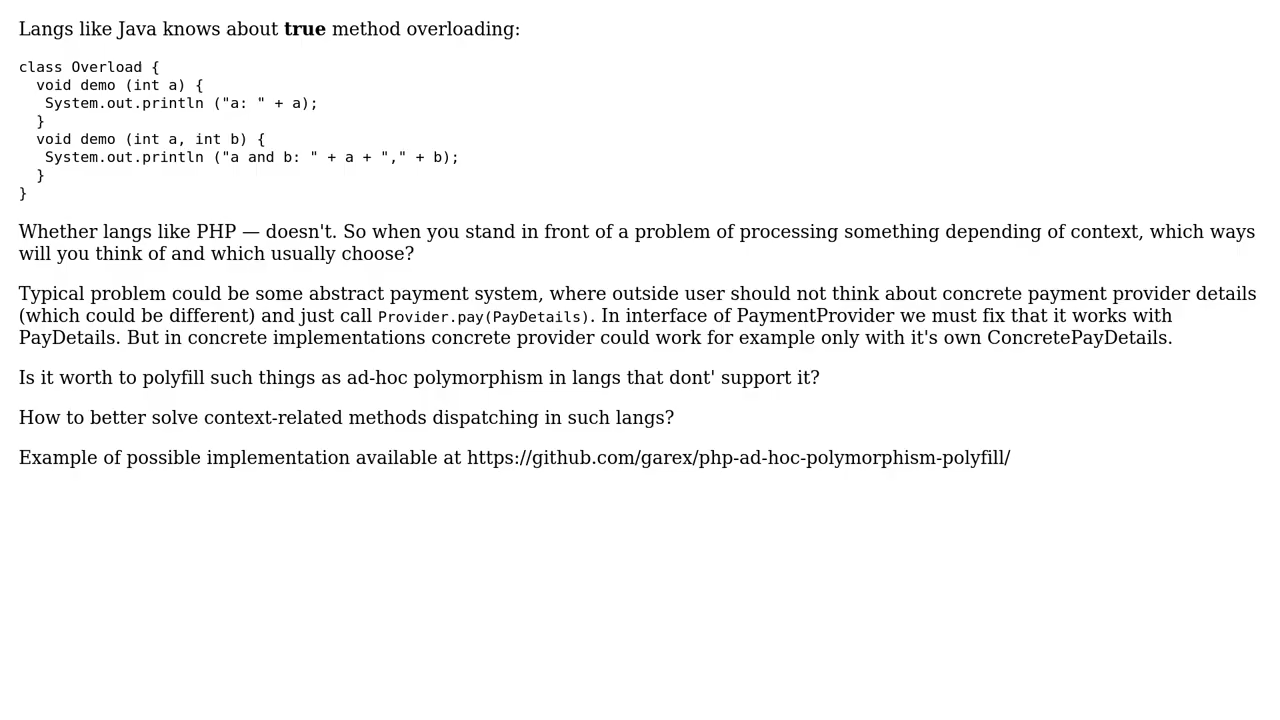 Langs like Java knows about true method overloading:
class Overload {
  void demo (int a) {
   System.out.println ("a: " + a);
  }
  void demo (int a, int b) {
   System.out.println ("a and b: " + a + "," + b);
  }
}
Whether langs like PHP — doesn't. So when you stand in front of a problem of processing something depending of context, which ways
will you think of and which usually choose?
Typical problem could be some abstract payment system, where outside user should not think about concrete payment provider details
(which could be different) and just call Provider.pay(PayDetails). In interface of PaymentProvider we must fix that it works with
PayDetails. But in concrete implementations concrete provider could work for example only with it's own ConcretePayDetails.
Is it worth to polyfill such things as ad-hoc polymorphism in langs that dont' support it?
How to better solve context-related methods dispatching in such langs?
Example of possible implementation available at https://github.com/garex/php-ad-hoc-polymorphism-polyfill/